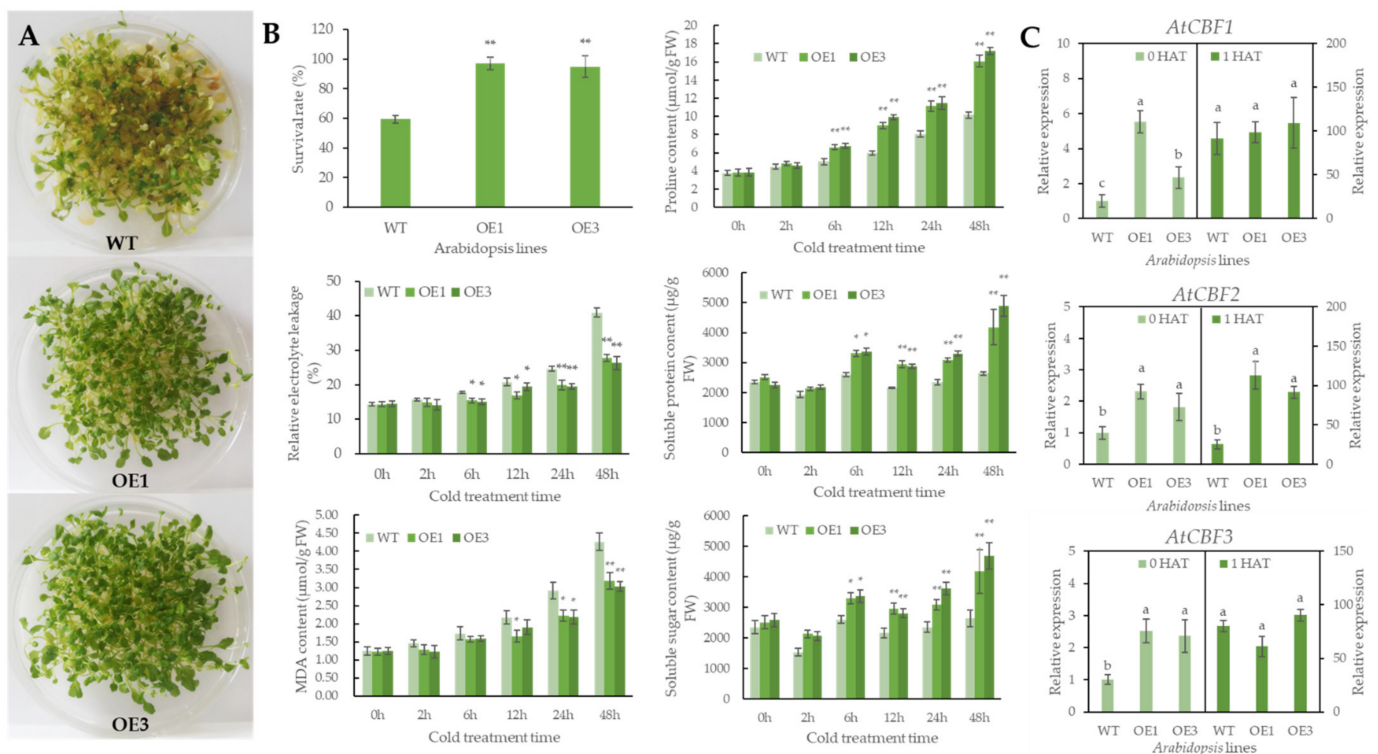 A
WT
OE1
OE3
B
Survival rate (%)
120
100
80
60
40
20
0
**
**
WT
OE1
OE3
Arabidopsis lines
Proline content (µmol/g FW)
20
18
16
14
12
10
8
6
4
2
0
WT OE1 OE3
** **
** **
** **
** **
0h 2h 6h 12h 24h 48h
Cold treatment time
Relative electrolyte leakage
(%)
50
40
30
20
10
0
WT OE1 OE3
* *
* *
** **
** **
0h 2h 6h 12h 24h 48h
Cold treatment time
Soluble protein conent (µg/g
FW)
6000
5000
4000
3000
2000
1000
0
WT OE1 OE3
* *
** **
** **
** **
0h 2h 6h 12h 24h 48h
Cold treatment time
MDA content (µmol/g FW)
5.00
4.50
4.00
3.50
3.00
2.50
2.00
1.50
1.00
0.50
0.00
WT OE1 OE3
*
* *
** **
0h 2h 6h 12h 24h 48h
Cold treatment time
Soluble sugar content (µg/g
FW)
6000
5000
4000
3000
2000
1000
0
WT OE1 OE3
* *
** **
** **
** **
0h 2h 6h 12h 24h 48h
Cold treatment time
C
AtCBF1
Relative expression
10
8
6
4
2
0
0 HAT 1 HAT
c a b a a a
200
150
100
50
0
Relative expression
WT OE1 OE3 WT OE1 OE3
Arabidopsis lines
AtCBF2
Relative expression
5
4
3
2
1
0
0 HAT 1 HAT
b a a b a a
200
150
100
50
0
Relative expression
WT OE1 OE3 WT OE1 OE3
Arabidopsis lines
AtCBF3
Relative expression
5
4
3
2
1
0
0 HAT 1 HAT
b a a a a a
150
100
50
0
Relative expression
WT OE1 OE3 WT OE1 OE3
Arabidopsis lines